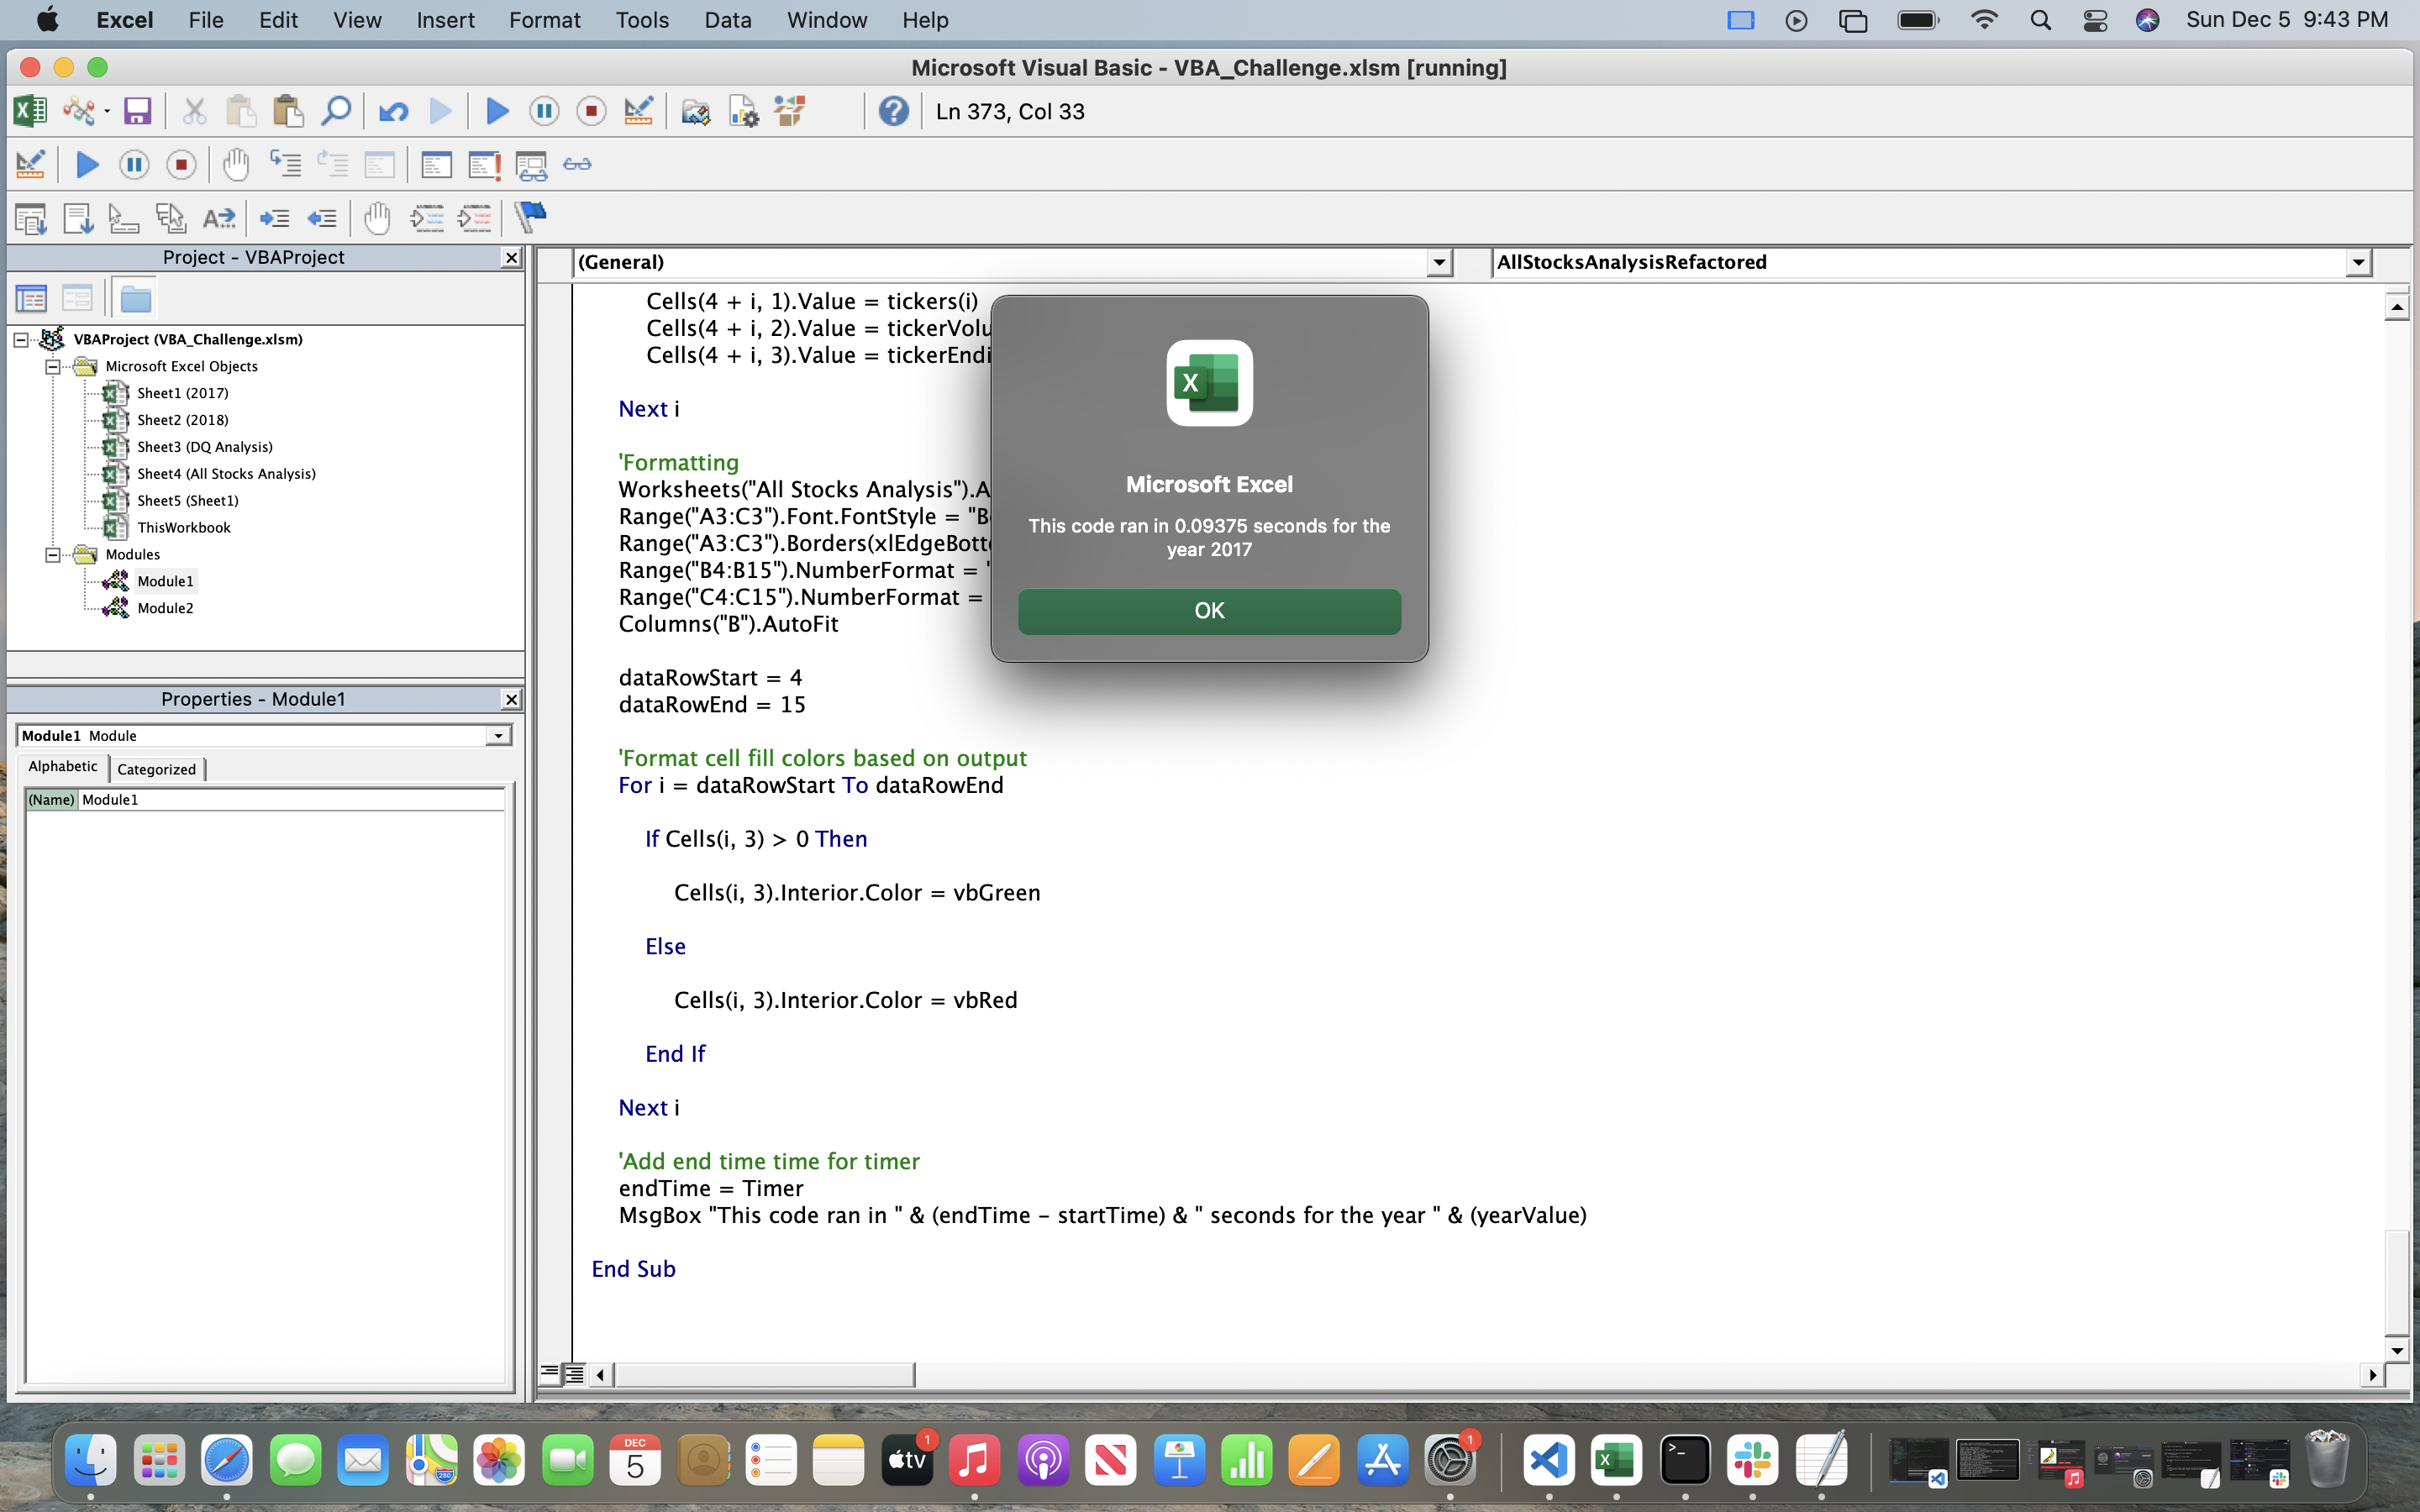 Excel File Edit View Insert Format Tools Data Window Help Sun Dec 5 9:43 PM
Microsoft Visual Basic - VBA_Challenge.xlsm [running]
Ln 373, Col 33
Project - VBAProject
(General)
AllStocksAnalysisRefactored
VBAProject (VBA_Challenge.xlsm)
Microsoft Excel Objects
Sheet1 (2017)
Sheet2 (2018)
Sheet3 (DQ Analysis)
Sheet4 (All Stocks Analysis)
Sheet5 (Sheet1)
ThisWorkbook
Modules
Module1
Module2
Properties - Module1
Module1 Module
Alphabetic Categorized
(Name) Module1
Cells(4 + i, 1).Value = tickers(i)
Cells(4 + i, 2).Value = tickerVolu
Cells(4 + i, 3).Value = tickerEndi
Next i
'Formatting
Worksheets("All Stocks Analysis").A
Range("A3:C3").Font.FontStyle = "B
Range("A3:C3").Borders(xlEdgeBott
Range("B4:B15").NumberFormat = "
Range("C4:C15").NumberFormat =
Columns("B").AutoFit
dataRowStart = 4
dataRowEnd = 15
'Format cell fill colors based on output
For i = dataRowStart To dataRowEnd
If Cells(i, 3) > 0 Then
Cells(i, 3).Interior.Color = vbGreen
Else
Cells(i, 3).Interior.Color = vbRed
End If
Next i
'Add end time time for timer
endTime = Timer
MsgBox "This code ran in " & (endTime - startTime) & " seconds for the year " & (yearValue)
End Sub
Microsoft Excel
This code ran in 0.09375 seconds for the
year 2017
OK
DEC
5
tv
1
1